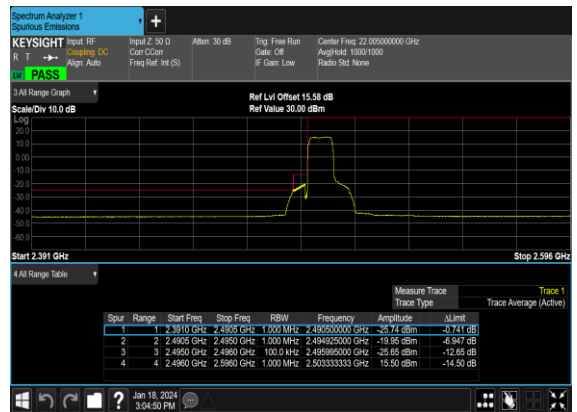 Spectrum Analyzer 1
Spurious Emissions
KEYSIGHT Input: RF Input Z: 50 Ω Atten: 30 dB Trig: Free Run Center Freq: 22.005000000 GHz
R T Coupling: DC Corr CCorr Gate: Off Avg|Hold: 1000/1000
Align: Auto Freq Ref: Int (S) IF Gain: Low Radio Std: None
PASS
3 All Range Graph
Ref Lvl Offset 15.58 dB
Scale/Div 10.0 dB Ref Value 30.00 dBm
Log
20.0
10.0
0.00
-10.0
-20.0
-30.0
-40.0
-50.0
-60.0
Start 2.391 GHz Stop 2.596 GHz
4 All Range Table
Measure Trace Trace 1
Trace Type Trace Average (Active)
Spur Range Start Freq Stop Freq RBW Frequency Amplitude ΔLimit
1 1 2.3910 GHz 2.4905 GHz 1.000 MHz 2.490500000 GHz -25.74 dBm -0.741 dB
2 2 2.4905 GHz 2.4950 GHz 1.000 MHz 2.494925000 GHz -19.95 dBm -6.947 dB
3 3 2.4950 GHz 2.4960 GHz 100.0 kHz 2.495995000 GHz -25.65 dBm -12.65 dB
4 4 2.4960 GHz 2.5960 GHz 1.000 MHz 2.503333333 GHz 15.50 dBm -14.50 dB
Jan 18, 2024
3:04:50 PM